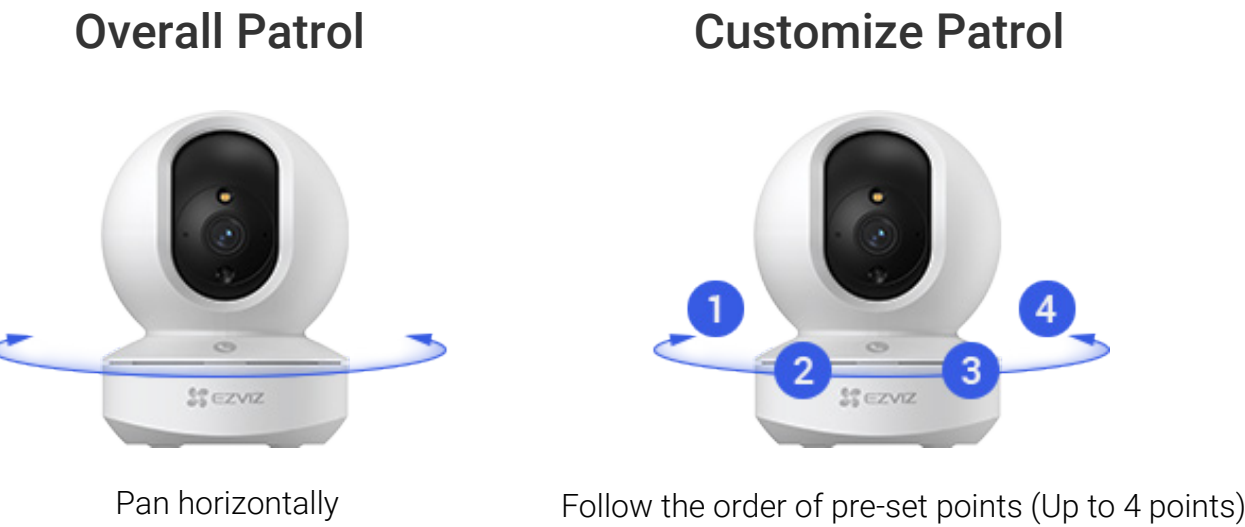 Overall Patrol
Customize Patrol
1
4
2
3
EZVIZ
EZVIZ
Pan horizontally
Follow the order of pre-set points (Up to 4 points)